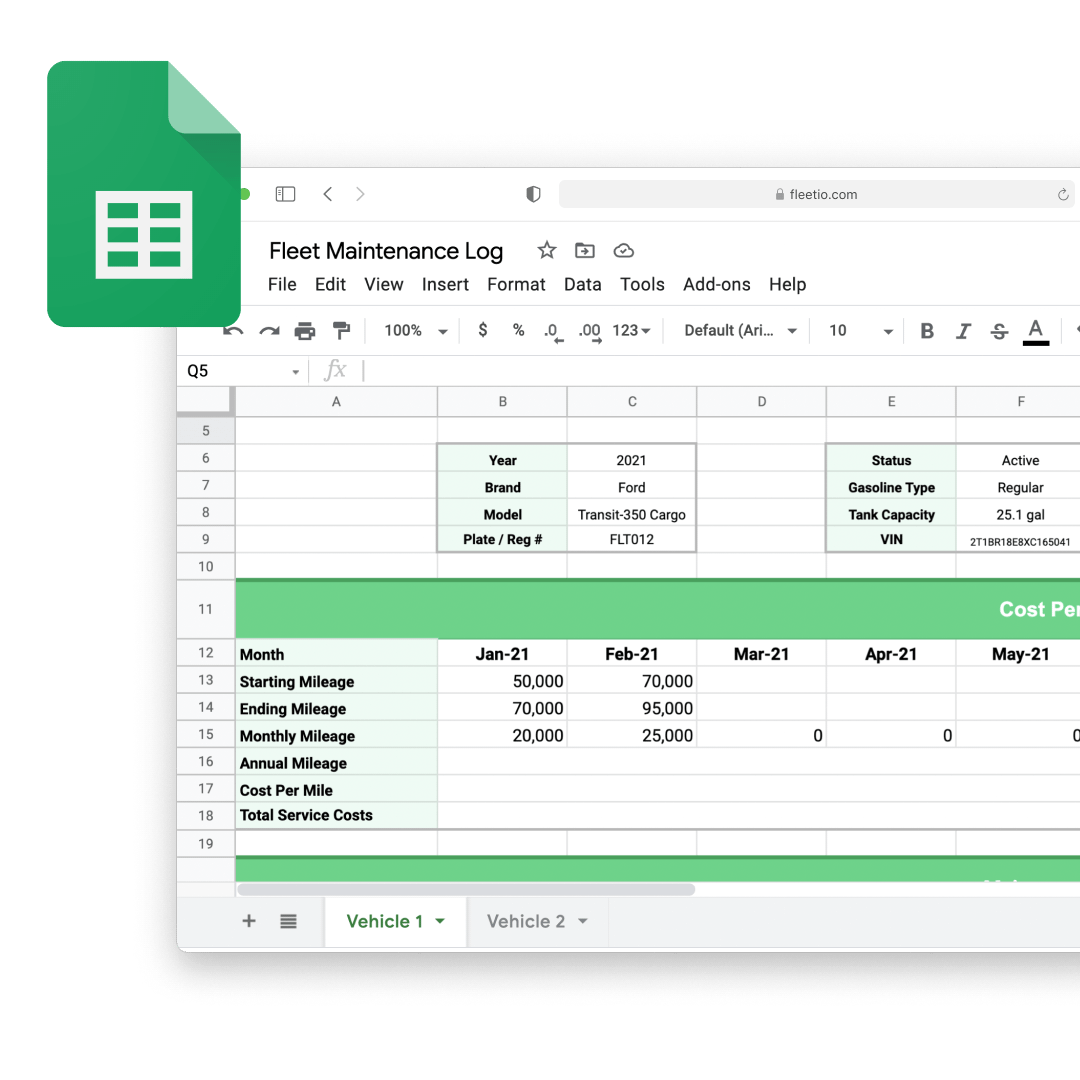 fleetio.com
Fleet Maintenance Log
File Edit View Insert Format Data Tools Add-ons Help
100% $ % .0 .00 123 Default (Ari... 10 B I S A
Q5 fx
A B C D E F
5
6 Year 2021 Status Active
7 Brand Ford Gasoline Type Regular
8 Model Transit-350 Cargo Tank Capacity 25.1 gal
9 Plate / Reg # FLT012 VIN 2T1BR18E8XC165041
10
11 Cost Per
12 Month Jan-21 Feb-21 Mar-21 Apr-21 May-21
13 Starting Mileage 50,000 70,000
14 Ending Mileage 70,000 95,000
15 Monthly Mileage 20,000 25,000 0 0 0
16 Annual Mileage
17 Cost Per Mile
18 Total Service Costs
19
+ Vehicle 1 Vehicle 2